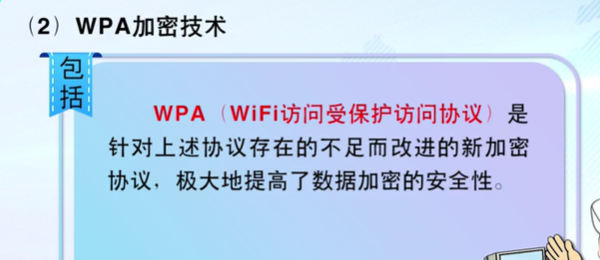 (2) WPA加密技术
包括
WPA (WiFi访问受保护访问协议) 是
针对上述协议存在的不足而改进的新加密
协议，极大地提高了数据加密的安全性。